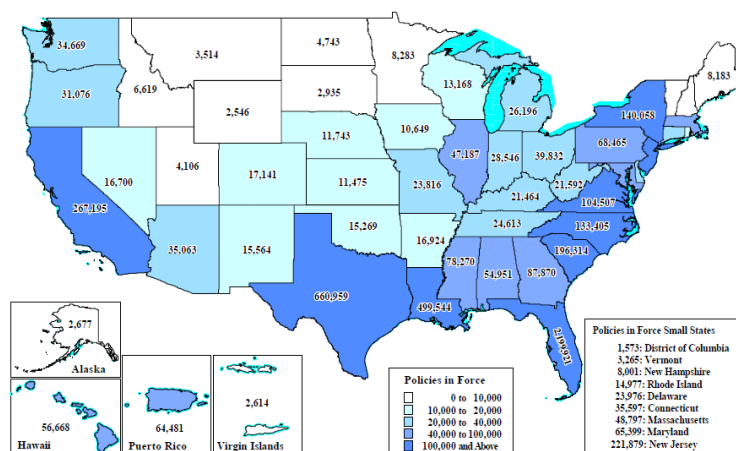 34,669
3,514
4,743
8,283
8,183
31,076
6,619
2,546
2,935
13,168
26,196
140,058
16,700
4,106
17,141
11,743
10,649
47,187
28,546
39,832
68,465
267,195
11,475
23,816
21,464
21,592
104,507
35,063
15,564
15,269
16,924
24,613
133,405
196,314
660,959
499,544
78,270
54,951
87,870
2,199,921
2,677
Alaska
56,668
Hawaii
64,481
Puerto Rico
2,614
Virgin Islands
Policies in Force
0 to 10,000
10,000 to 20,000
20,000 to 40,000
40,000 to 100,000
100,000 and Above
Policies in Force Small States
1,573: District of Columbia
3,265: Vermont
8,001: New Hampshire
14,977: Rhode Island
23,976: Delaware
35,597: Connecticut
48,797: Massachusetts
65,399: Maryland
221,879: New Jersey